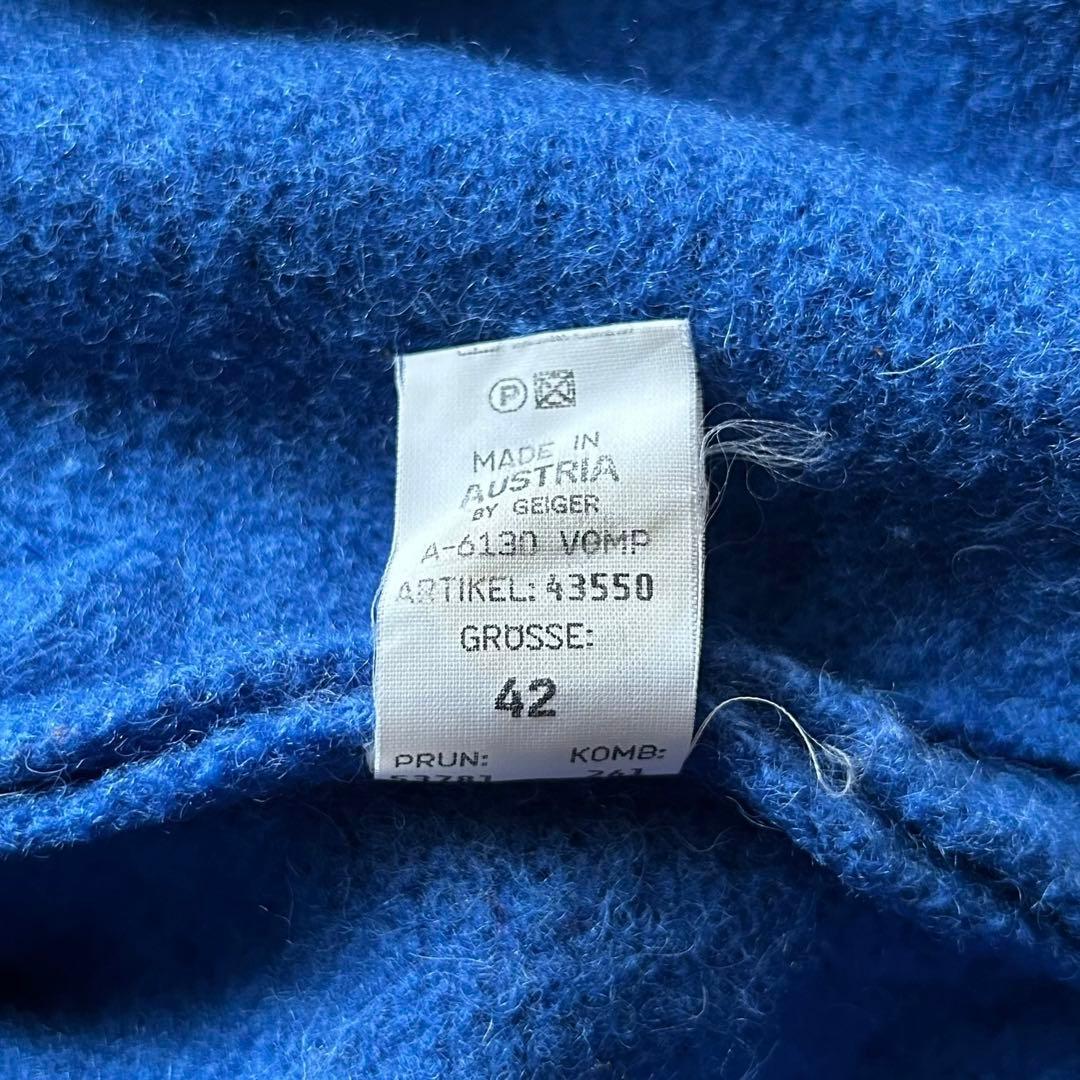 P
MADE IN
AUSTRIA
BY GEIGER
A-6130 VOMP
ARTIKEL: 43550
GRÖSSE:
42
PRUN: KOMB: